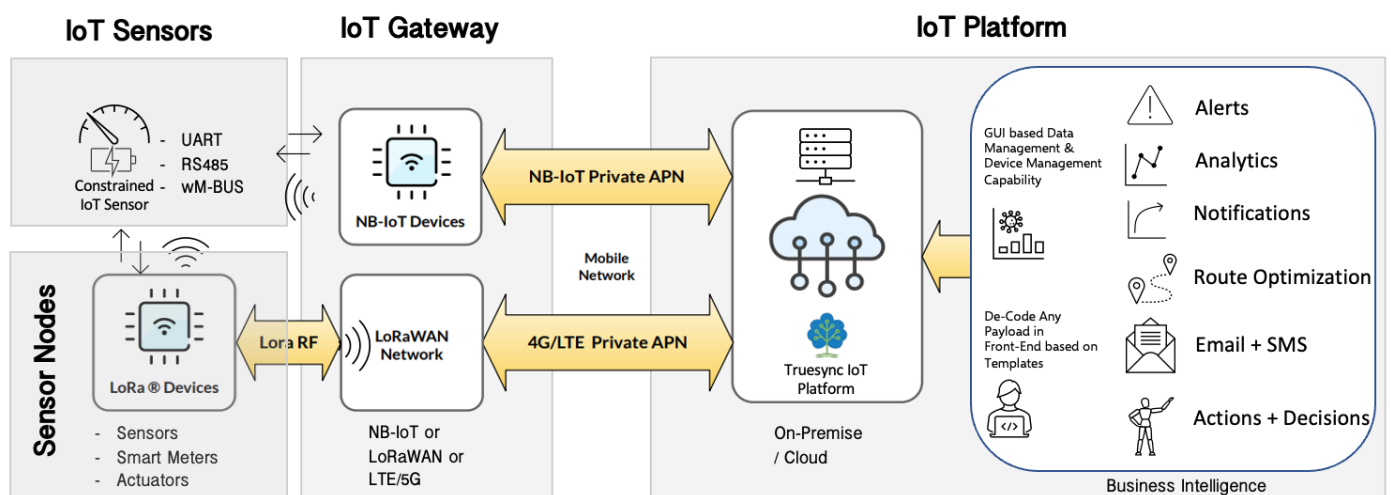 IoT Sensors
IoT Gateway
IoT Platform
- UART
- RS485
- wM-BUS
Constrained
IoT Sensor
NB-IoT Devices
NB-IoT Private APN
Mobile
Network
Sensor Nodes
LoRa ® Devices
Lora RF
LoRaWAN
Network
4G/LTE Private APN
- Sensors
- Smart Meters
- Actuators
NB-IoT or
LoRaWAN or
LTE/5G
Truesync IoT
Platform
On-Premise
/ Cloud
GUI based Data
Management &
Device Management
Capability
De-Code Any
Payload in
Front-End based on
Templates
Alerts
Analytics
Notifications
Route Optimization
Email + SMS
Actions + Decisions
Business Intelligence